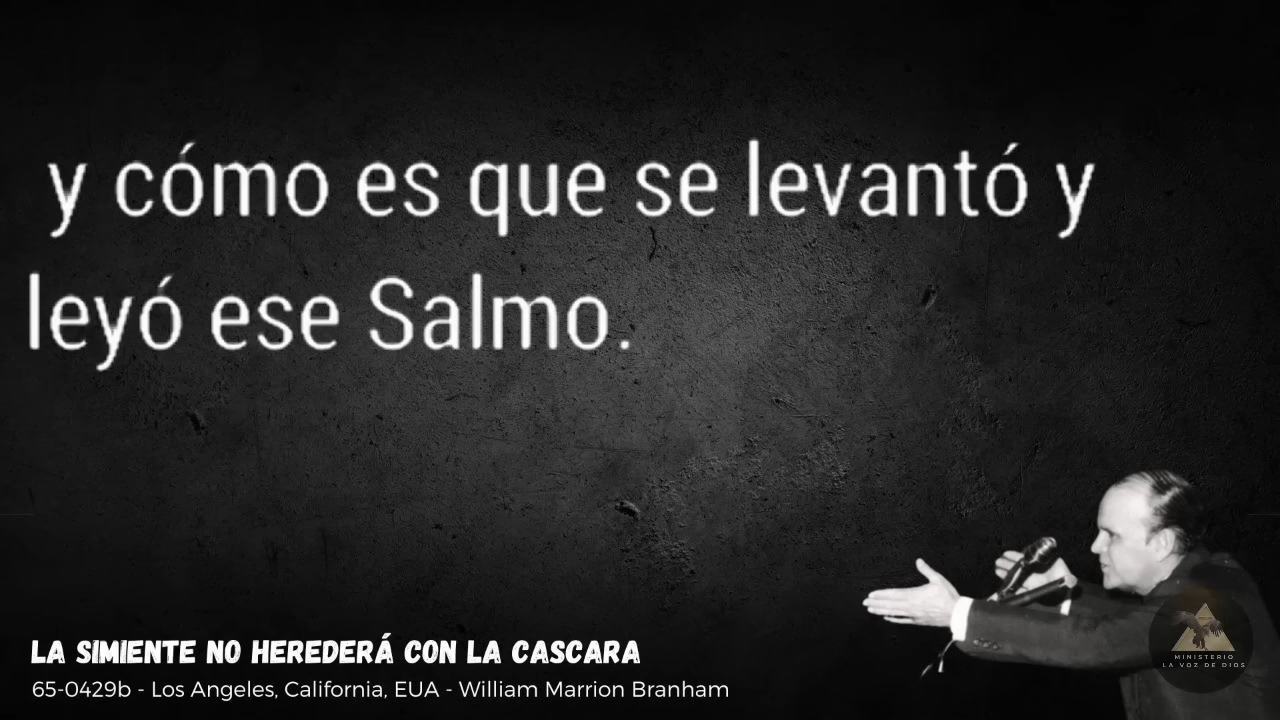 y cómo es que se levantó y
leyó ese Salmo.
LA SIMIENTE NO HEREDERÁ CON LA CASCARA
65-0429b - Los Angeles, California, EUA - William Marrion Branham
MINISTERIO
LA VOZ DE DIOS